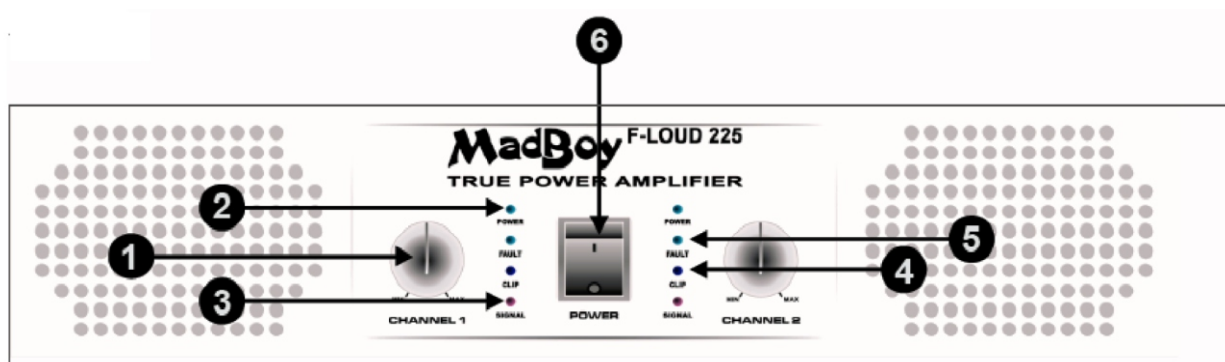 6
MadBoy F-LOUD 225
TRUE POWER AMPLIFIER
2 POWER POWER
1 FAULT FAULT 5
CLIP CLIP 4
3 MIN MAX SIGNAL SIGNAL MIN MAX
CHANNEL 1 POWER CHANNEL 2